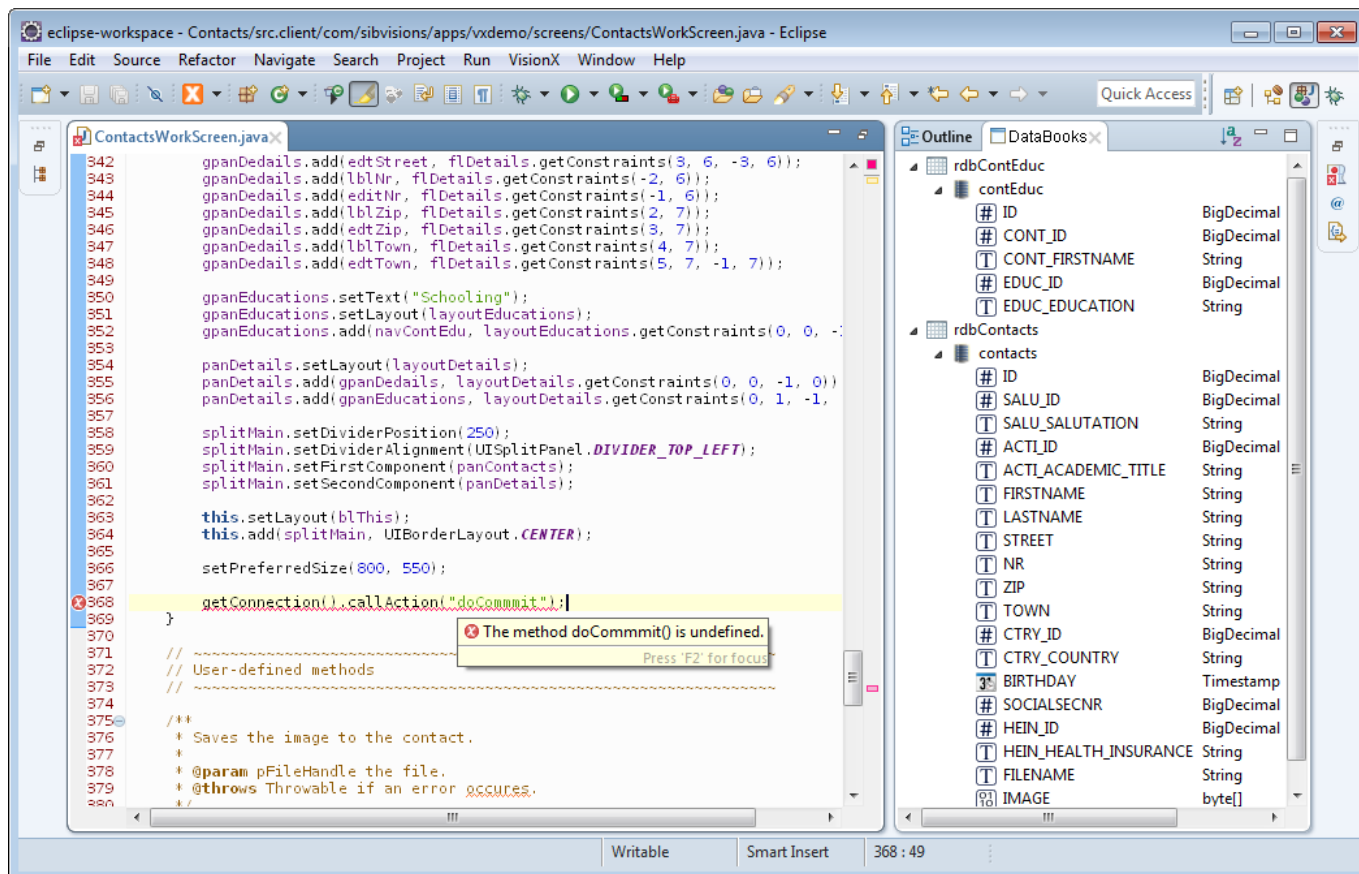 eclipse-workspace - Contacts/src.client/com/sibvisions/apps/vxdemo/screens/ContactsWorkScreen.java - Eclipse
File Edit Source Refactor Navigate Search Project Run VisionX Window Help
Quick Access
ContactsWorkScreen.java
342 gpanDedails.add(edtStreet, flDetails.getConstraints(3, 6, -3, 6));
343 gpanDedails.add(lblNr, flDetails.getConstraints(-2, 6));
344 gpanDedails.add(editNr, flDetails.getConstraints(-1, 6));
345 gpanDedails.add(lblZip, flDetails.getConstraints(2, 7));
346 gpanDedails.add(edtZip, flDetails.getConstraints(3, 7));
347 gpanDedails.add(lblTown, flDetails.getConstraints(4, 7));
348 gpanDedails.add(edtTown, flDetails.getConstraints(5, 7, -1, 7));
349
350 gpanEducations.setText("Schooling");
351 gpanEducations.setLayout(layoutEducations);
352 gpanEducations.add(navContEdu, layoutEducations.getConstraints(0, 0, -1
353
354 panDetails.setLayout(layoutDetails);
355 panDetails.add(gpanDedails, layoutDetails.getConstraints(0, 0, -1, 0))
356 panDetails.add(gpanEducations, layoutDetails.getConstraints(0, 1, -1,
357
358 splitMain.setDividerPosition(250);
359 splitMain.setDividerAlignment(UISplitPanel.DIVIDER_TOP_LEFT);
360 splitMain.setFirstComponent(panContacts);
361 splitMain.setSecondComponent(panDetails);
362
363 this.setLayout(blThis);
364 this.add(splitMain, UIBorderLayout.CENTER);
365
366 setPreferredSize(800, 550);
367
368 getConnection().callAction("doCommmit");
369 }
370
371 // ~~~~~~~~~~~~~~~~~~~~~~~~~~~~~~~~~~~~~~~~~~~~~~~~~~~~~~~~~~~~~~~~
372 // User-defined methods
373 // ~~~~~~~~~~~~~~~~~~~~~~~~~~~~~~~~~~~~~~~~~~~~~~~~~~~~~~~~~~~~~~~~
374
375 /**
376 * Saves the image to the contact.
377 *
378 * @param pFileHandle the file.
379 * @throws Throwable if an error occures.
380 */
The method doCommmit() is undefined.
Press 'F2' for focus
Outline DataBooks
rdbContEduc
contEduc
# ID BigDecimal
# CONT_ID BigDecimal
T CONT_FIRSTNAME String
# EDUC_ID BigDecimal
T EDUC_EDUCATION String
rdbContacts
contacts
# ID BigDecimal
# SALU_ID BigDecimal
T SALU_SALUTATION String
# ACTI_ID BigDecimal
T ACTI_ACADEMIC_TITLE String
T FIRSTNAME String
T LASTNAME String
T STREET String
T NR String
T ZIP String
T TOWN String
# CTRY_ID BigDecimal
T CTRY_COUNTRY String
BIRTHDAY Timestamp
# SOCIALSECNR BigDecimal
# HEIN_ID BigDecimal
T HEIN_HEALTH_INSURANCE String
T FILENAME String
IMAGE byte[]
Writable Smart Insert 368 : 49